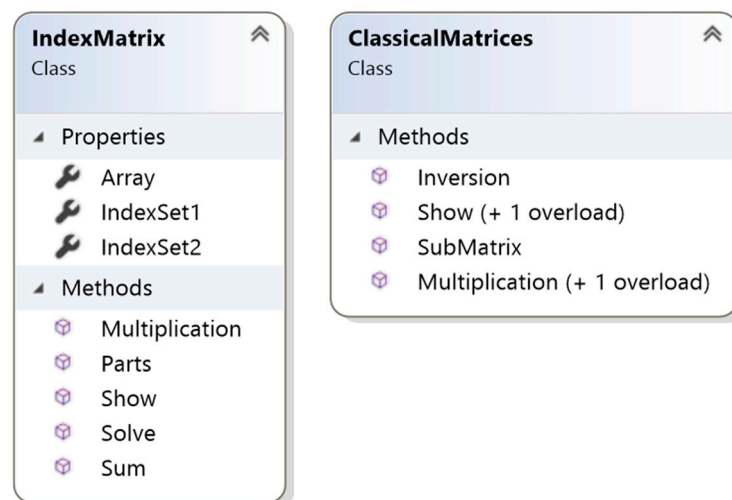 IndexMatrix
Class
Properties
Array
IndexSet1
IndexSet2
Methods
Multiplication
Parts
Show
Solve
Sum
ClassicalMatrices
Class
Methods
Inversion
Show (+ 1 overload)
SubMatrix
Multiplication (+ 1 overload)